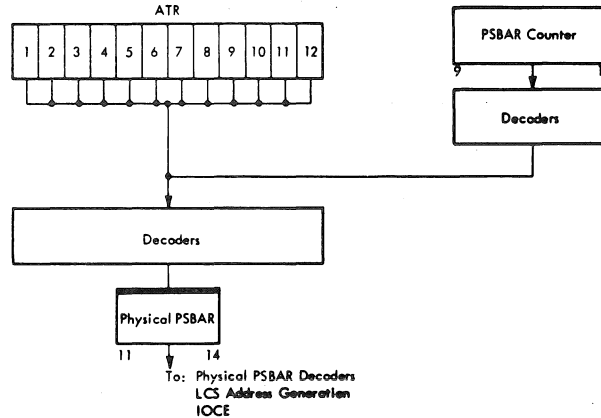 ATR
1 2 3 4 5 6 7 8 9 10 11 12
PSBAR Counter
9
Decoders
Decoders
Physical PSBAR
11 14
To: Physical PSBAR Decoders
LCS Address Generation
IOCE